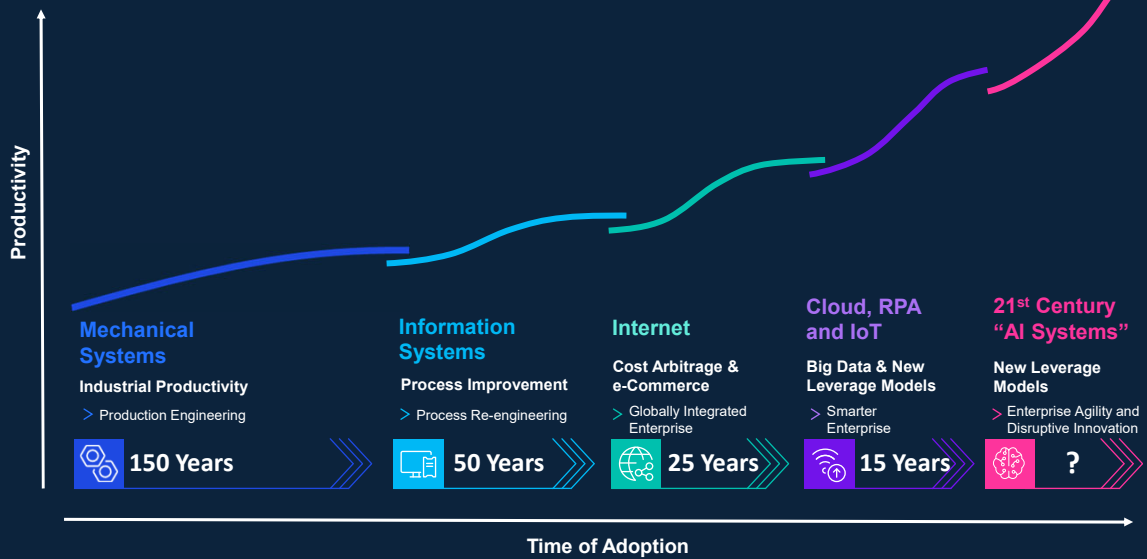 Productivity
Mechanical
Systems
Industrial Productivity
> Production Engineering
150 Years
Information
Systems
Process Improvement
> Process Re-engineering
50 Years
Internet
Cost Arbitrage &
e-Commerce
> Globally Integrated
Enterprise
25 Years
Cloud, RPA
and IoT
Big Data & New
Leverage Models
> Smarter
Enterprise
15 Years
21st Century
“AI Systems”
New Leverage
Models
> Enterprise Agility and
Disruptive Innovation
?
Time of Adoption